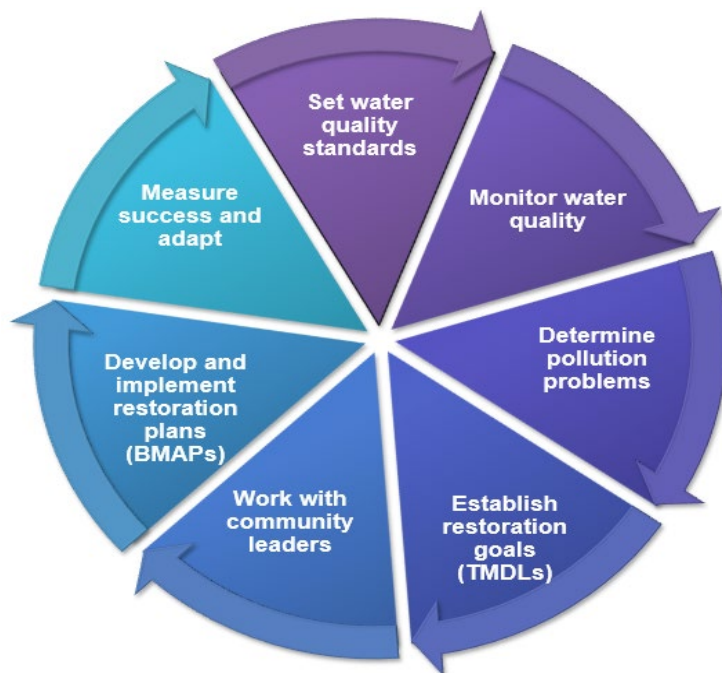 Set water
quality
standards
Monitor water
quality
Determine
pollution
problems
Establish
restoration
goals
(TMDLs)
Work with
community
leaders
Develop and
implement
restoration
plans
(BMAPs)
Measure
success and
adapt